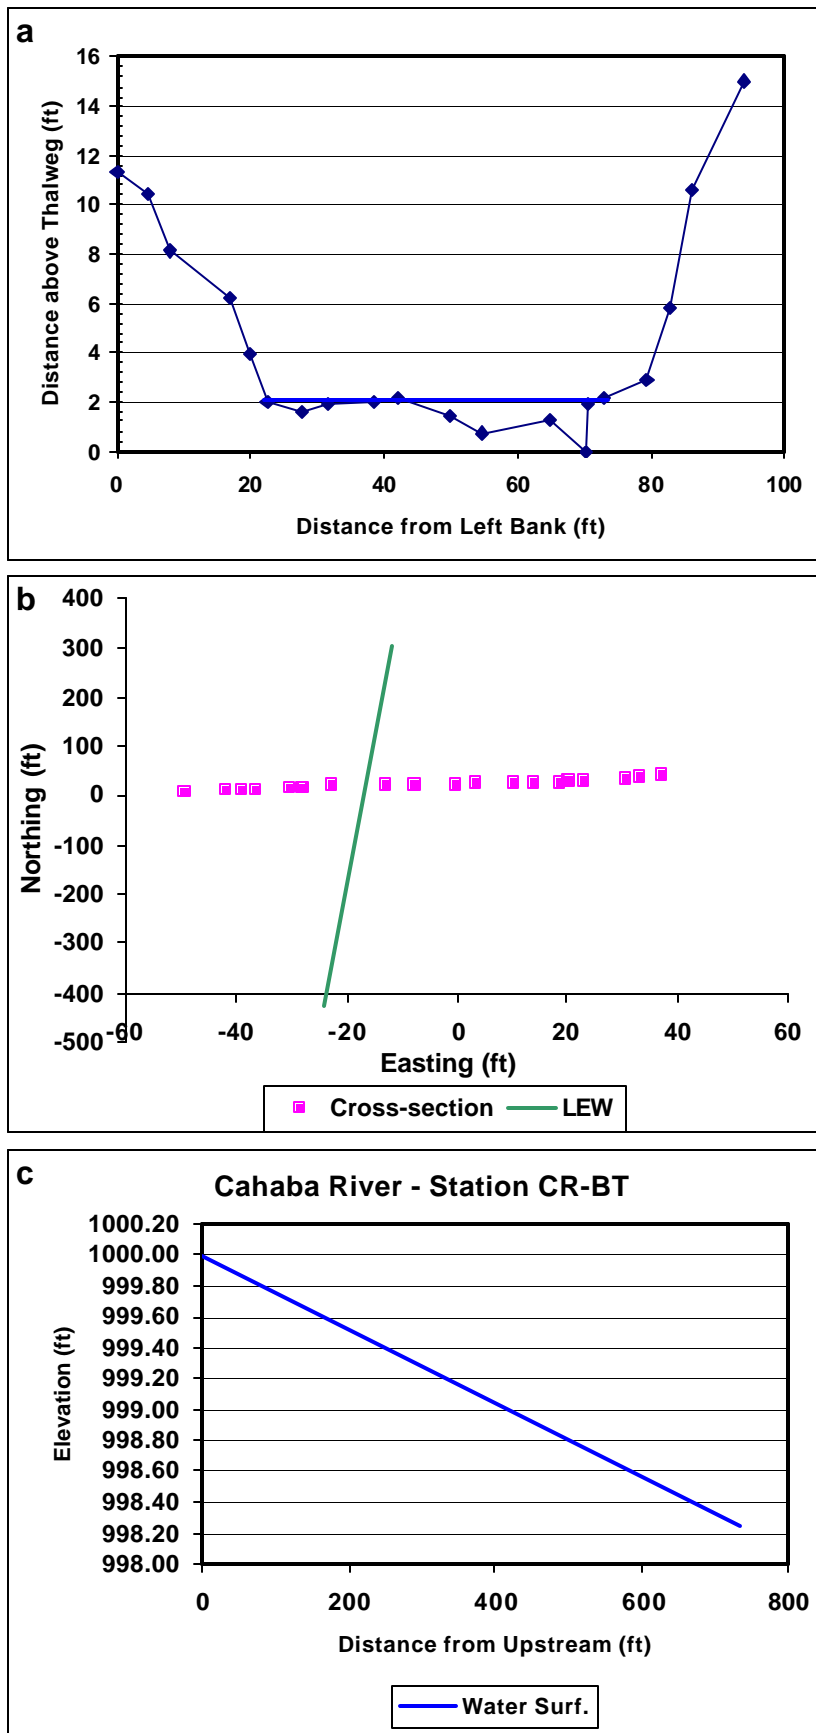 a
Distance above Thalweg (ft)
16
14
12
10
8
6
4
2
0
0 20 40 60 80 100
Distance from Left Bank (ft)
b
Northing (ft)
400
300
200
100
0
-100
-200
-300
-400
-500
-60 -40 -20 0 20 40 60
Easting (ft)
Cross-section LEW
c
Cahaba River - Station CR-BT
Elevation (ft)
1000.20
1000.00
999.80
999.60
999.40
999.20
999.00
998.80
998.60
998.40
998.20
998.00
0 200 400 600 800
Distance from Upstream (ft)
Water Surf.